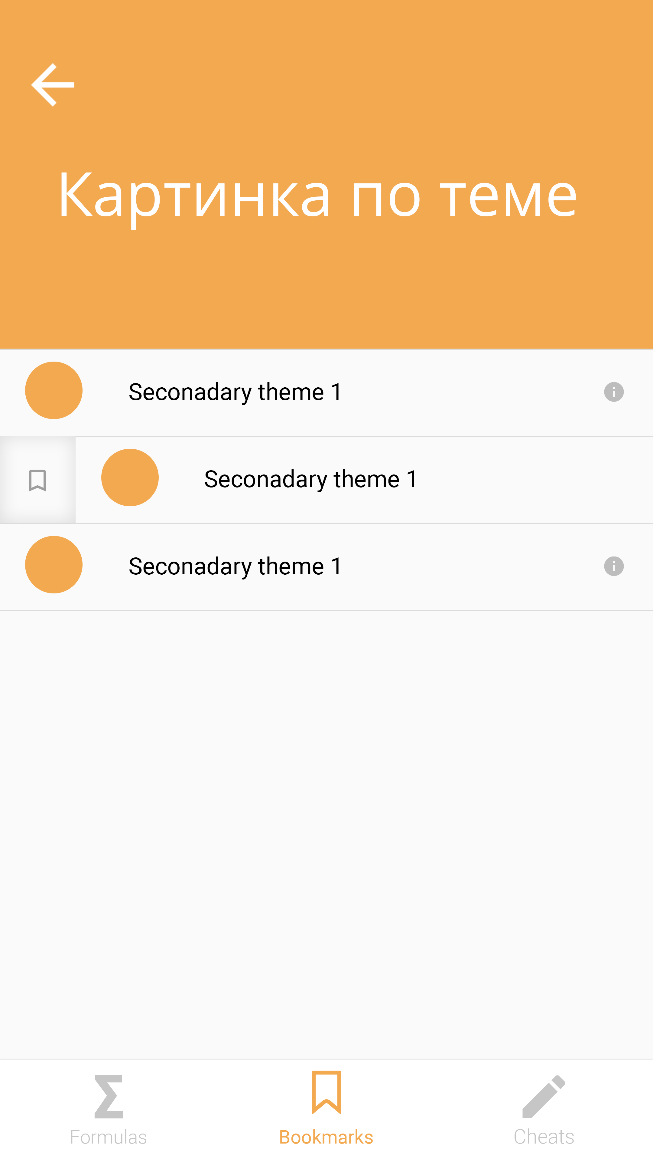 Картинка по теме
Seconadary theme 1
Seconadary theme 1
Seconadary theme 1
Formulas
Bookmarks
Cheats